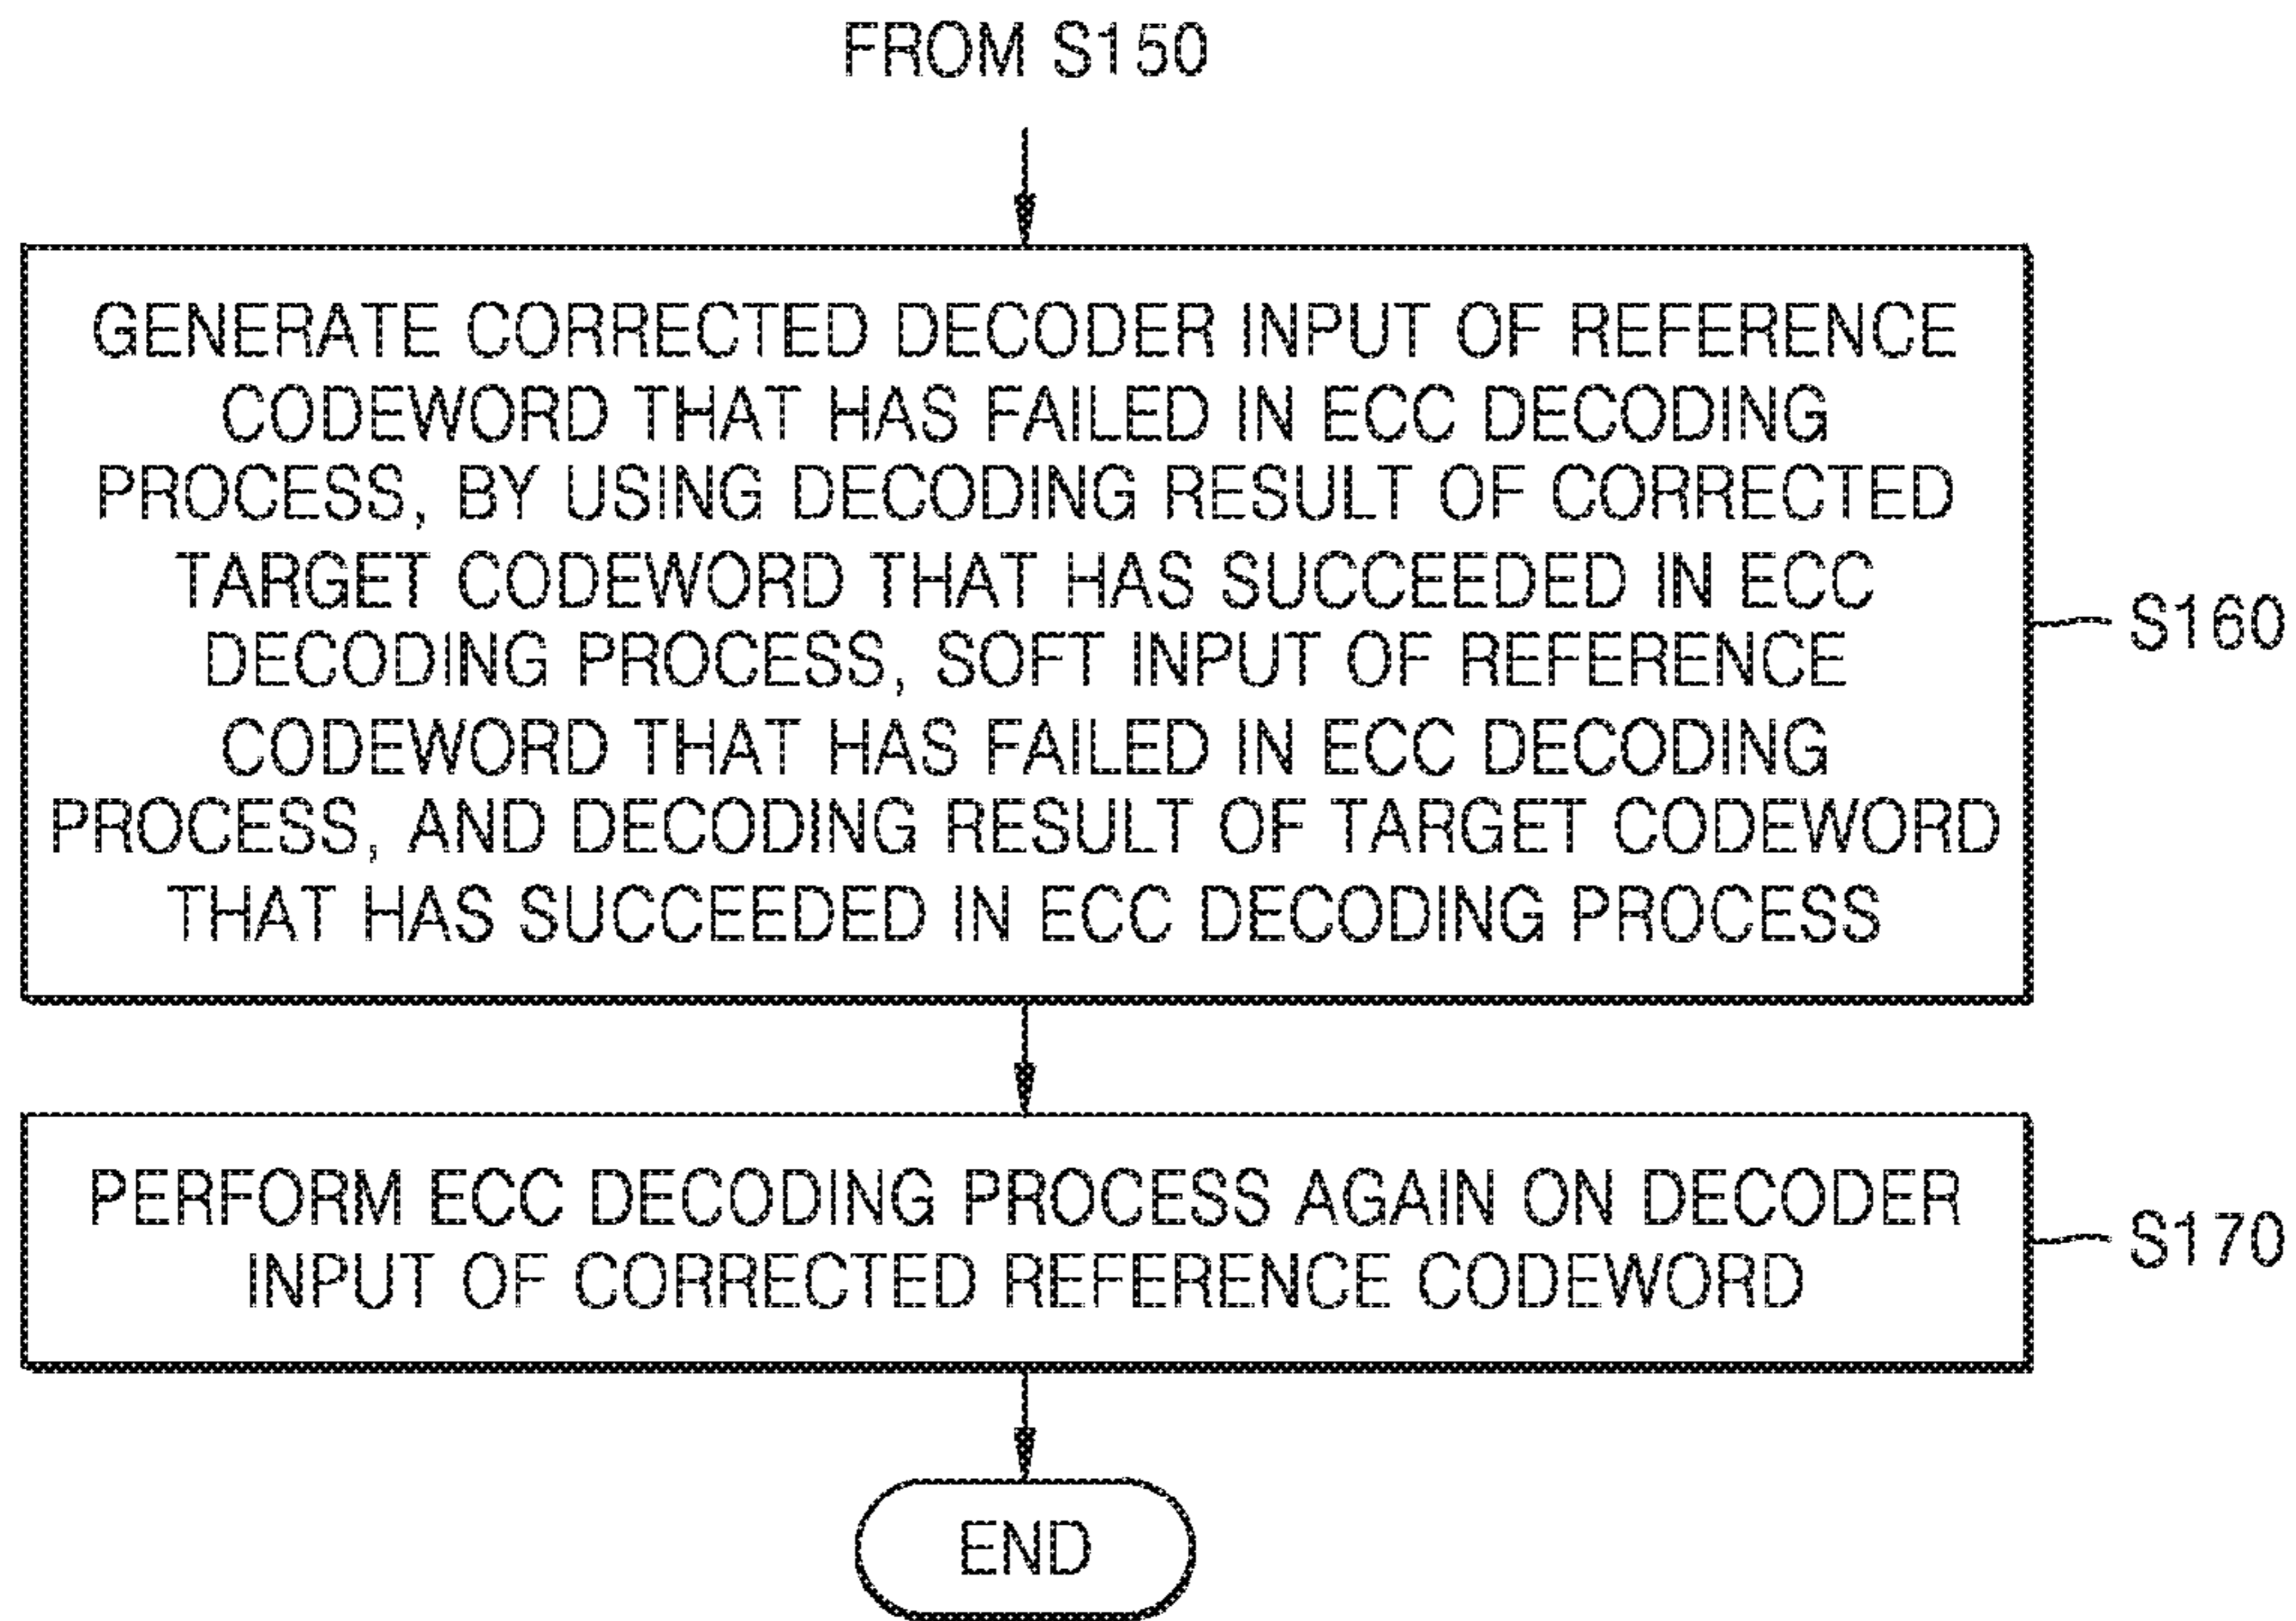 FROM S150
GENERATE CORRECTED DECODER INPUT OF REFERENCE
CODEWORD THAT HAS FAILED IN ECC DECODING
PROCESS, BY USING DECODING RESULT OF CORRECTED
TARGET CODEWORD THAT HAS SUCCEEDED IN ECC
DECODING PROCESS, SOFT INPUT OF REFERENCE
CODEWORD THAT HAS FAILED IN ECC DECODING
PROCESS, AND DECODING RESULT OF TARGET CODEWORD
THAT HAS SUCCEEDED IN ECC DECODING PROCESS
S160
PERFORM ECC DECODING PROCESS AGAIN ON DECODER
INPUT OF CORRECTED REFERENCE CODEWORD
S170
END